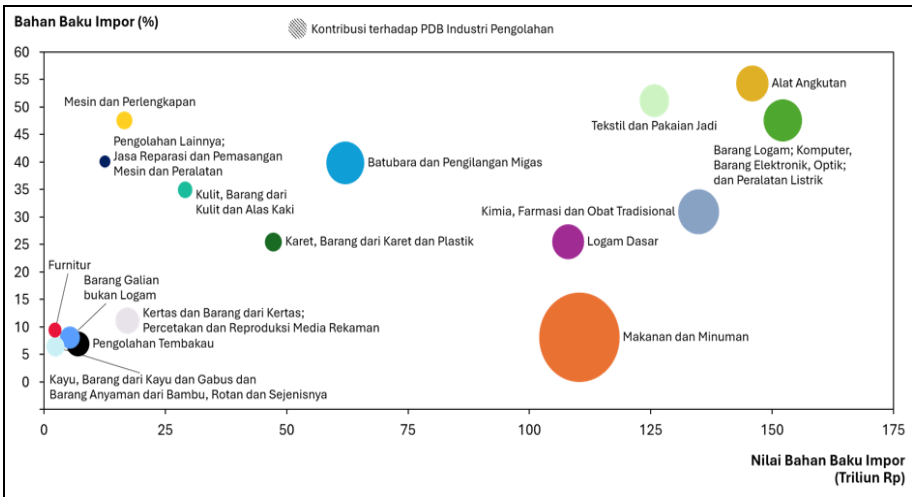 Bahan Baku Impor (%)
Kontribusi terhadap PDB Industri Pengolahan
60
55
50
45
40
35
30
25
20
15
10
5
0
Alat Angkutan
Mesin dan Perlengkapan
Tekstil dan Pakaian Jadi
Pengolahan Lainnya;
Jasa Reparasi dan Pemasangan
Mesin dan Peralatan
Barang Logam; Komputer,
Barang Elektronik, Optik;
dan Peralatan Listrik
Batubara dan Pengilangan Migas
Kulit, Barang dari
Kulit dan Alas Kaki
Kimia, Farmasi dan Obat Tradisional
Karet, Barang dari Karet dan Plastik
Logam Dasar
Furnitur
Barang Galian
bukan Logam
Kertas dan Barang dari Kertas;
Percetakan dan Reproduksi Media Rekaman
Pengolahan Tembakau
Makanan dan Minuman
Kayu, Barang dari Kayu dan Gabus dan
Barang Anyaman dari Bambu, Rotan dan Sejenisnya
0 25 50 75 100 125 150 175
Nilai Bahan Baku Impor
(Triliun Rp)